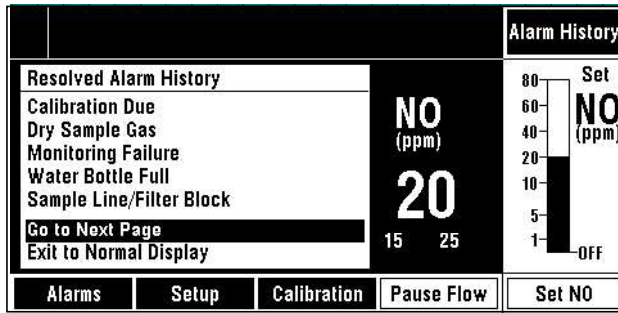 Alarm History
Resolved Alarm History
Calibration Due
Dry Sample Gas
Monitoring Failure
Water Bottle Full
Sample Line/Filter Block
Go to Next Page
Exit to Normal Display
NO
(ppm)
20
15 25
Set
NO
(ppm)
80
60
40
20
10
5
1
OFF
Alarms Setup Calibration Pause Flow Set NO